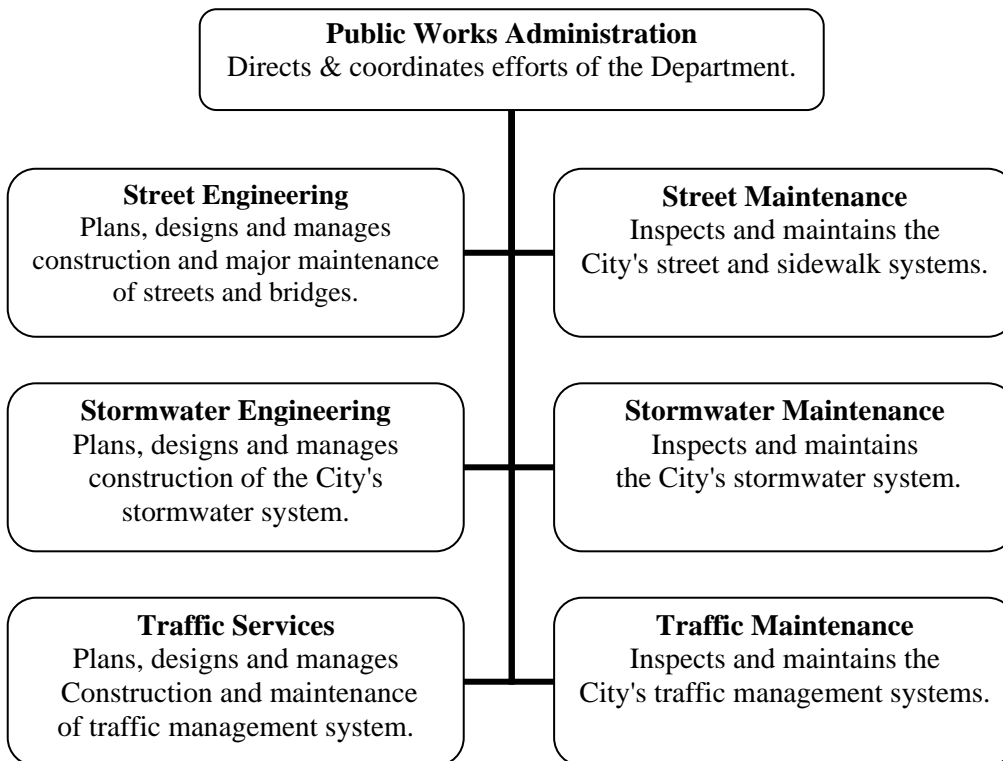 Public Works Administration
Directs & coordinates efforts of the Department.
Street Engineering
Plans, designs and manages
construction and major maintenance
of streets and bridges.
Street Maintenance
Inspects and maintains the
City's street and sidewalk systems.
Stormwater Engineering
Plans, designs and manages
construction of the City's
stormwater system.
Stormwater Maintenance
Inspects and maintains
the City's stormwater system.
Traffic Services
Plans, designs and manages
Construction and maintenance
of traffic management system.
Traffic Maintenance
Inspects and maintains the
City's traffic management systems.